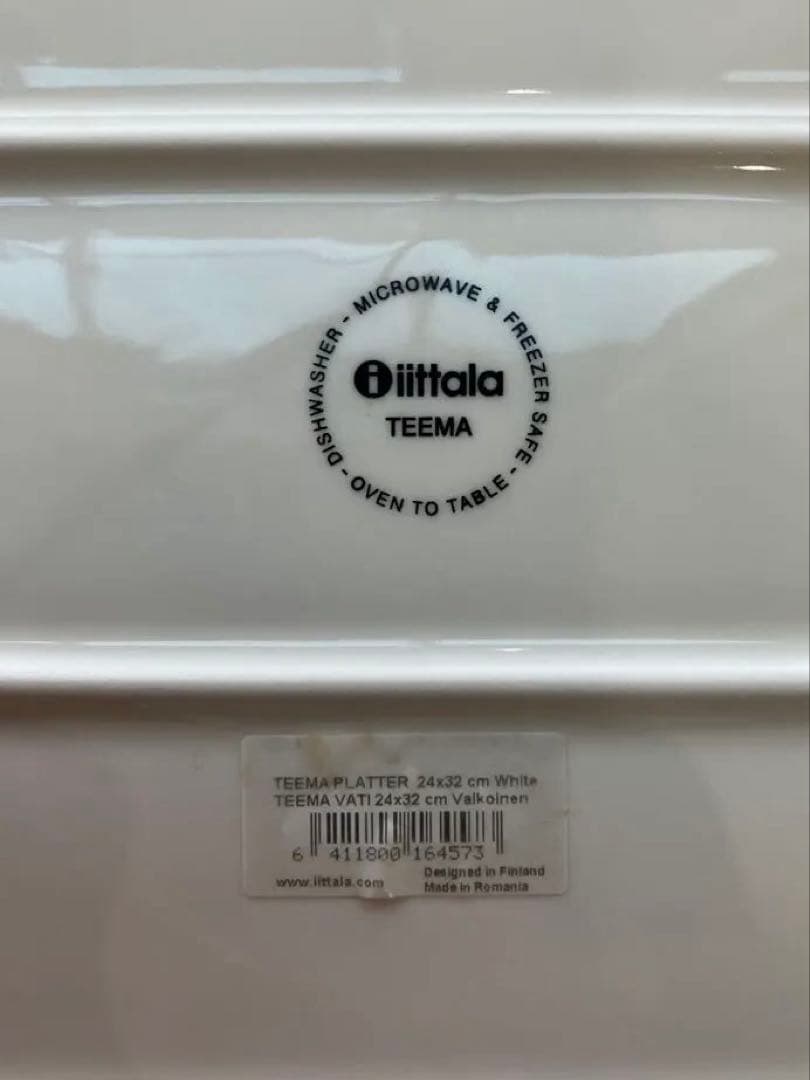 DISHWASHER - MICROWAVE & FREEZER SAFE - OVEN TO TABLE -
i iittala
TEEMA
TEEMA PLATTER 24x32 cm White
TEEMA VATI 24x32 cm Valkoinen
6 411800 164573
www.iittala.com
Designed in Finland
Made in Romania